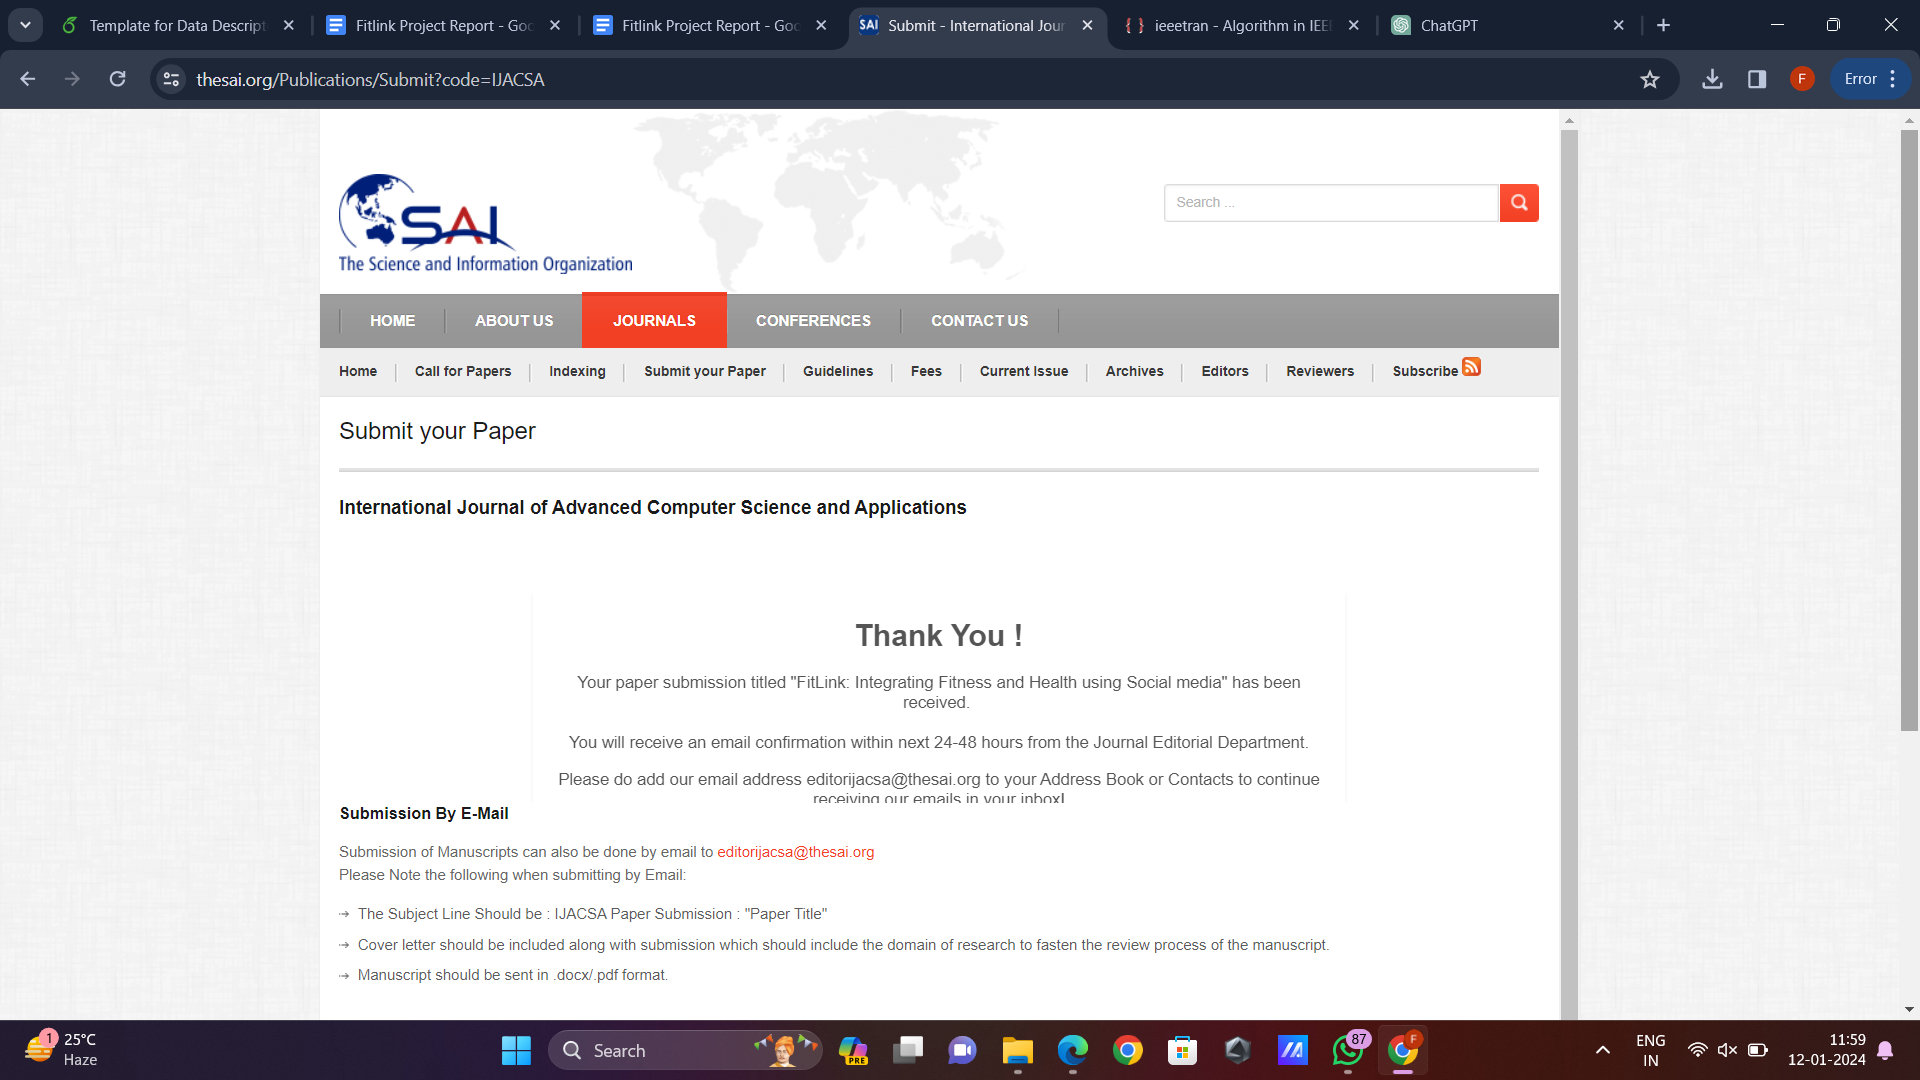 Template for Data Descript
Fitlink Project Report - Goo
Fitlink Project Report - Goo
SAI Submit - International Jour
ieeetran - Algorithm in IEEE
ChatGPT
thesai.org/Publications/Submit?code=IJACSA
F
Error
SAI
The Science and Information Organization
Search ...
HOME
ABOUT US
JOURNALS
CONFERENCES
CONTACT US
Home
Call for Papers
Indexing
Submit your Paper
Guidelines
Fees
Current Issue
Archives
Editors
Reviewers
Subscribe
Submit your Paper
International Journal of Advanced Computer Science and Applications
Thank You !
Your paper submission titled "FitLink: Integrating Fitness and Health using Social media" has been
received.
You will receive an email confirmation within next 24-48 hours from the Journal Editorial Department.
Please do add our email address editorijacsa@thesai.org to your Address Book or Contacts to continue
receiving our emails in your inbox!
Submission By E-Mail
Submission of Manuscripts can also be done by email to editorijacsa@thesai.org
Please Note the following when submitting by Email:
The Subject Line Should be : IJACSA Paper Submission : "Paper Title"
Cover letter should be included along with submission which should include the domain of research to fasten the review process of the manuscript.
Manuscript should be sent in .docx/.pdf format.
1
25°C
Haze
Search
PRE
87
F
ENG
IN
11:59
12-01-2024